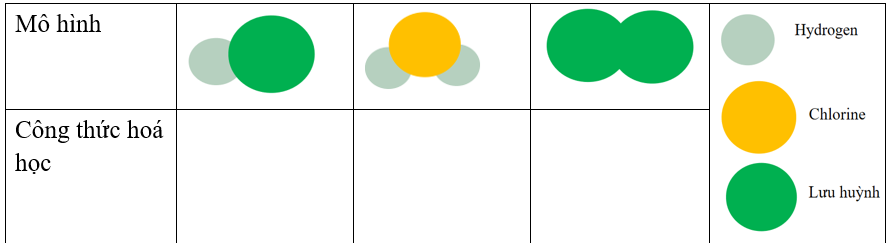 Mô hình
Công thức hoá
học
Hydrogen
Chlorine
Lưu huỳnh